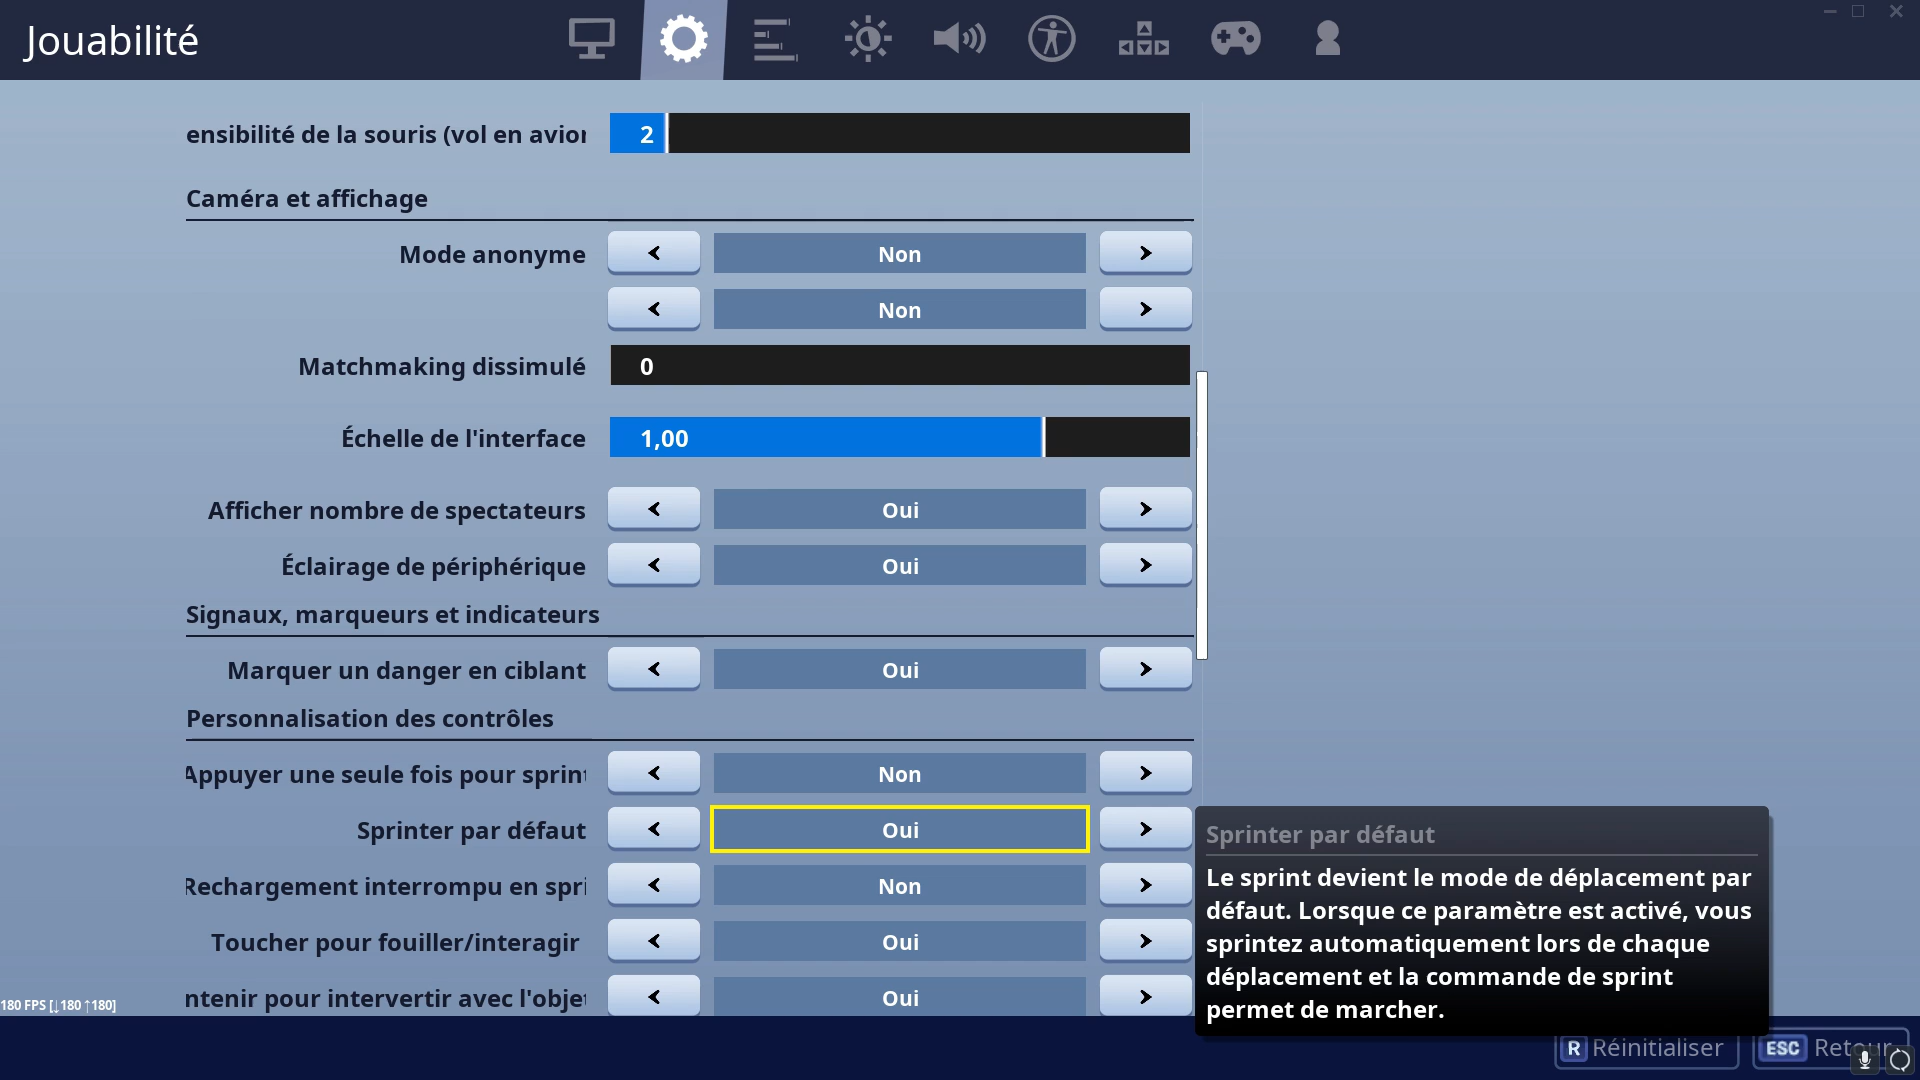 Jouabilité
ensibilité de la souris (vol en avion
2
Caméra et affichage
Mode anonyme
Non
Non
Matchmaking dissimulé
0
Échelle de l'interface
1,00
Afficher nombre de spectateurs
Oui
Éclairage de périphérique
Oui
Signaux, marqueurs et indicateurs
Marquer un danger en ciblant
Oui
Personnalisation des contrôles
Appuyer une seule fois pour sprint
Non
Sprinter par défaut
Oui
Rechargement interrompu en spri
Non
Toucher pour fouiller/interagir
Oui
ntenir pour intervertir avec l'objet
Oui
Sprinter par défaut
Le sprint devient le mode de déplacement par
défaut. Lorsque ce paramètre est activé, vous
sprintez automatiquement lors de chaque
déplacement et la commande de sprint
permet de marcher.
180 FPS [↓180 ↑180]
R Réinitialiser
ESC Retour